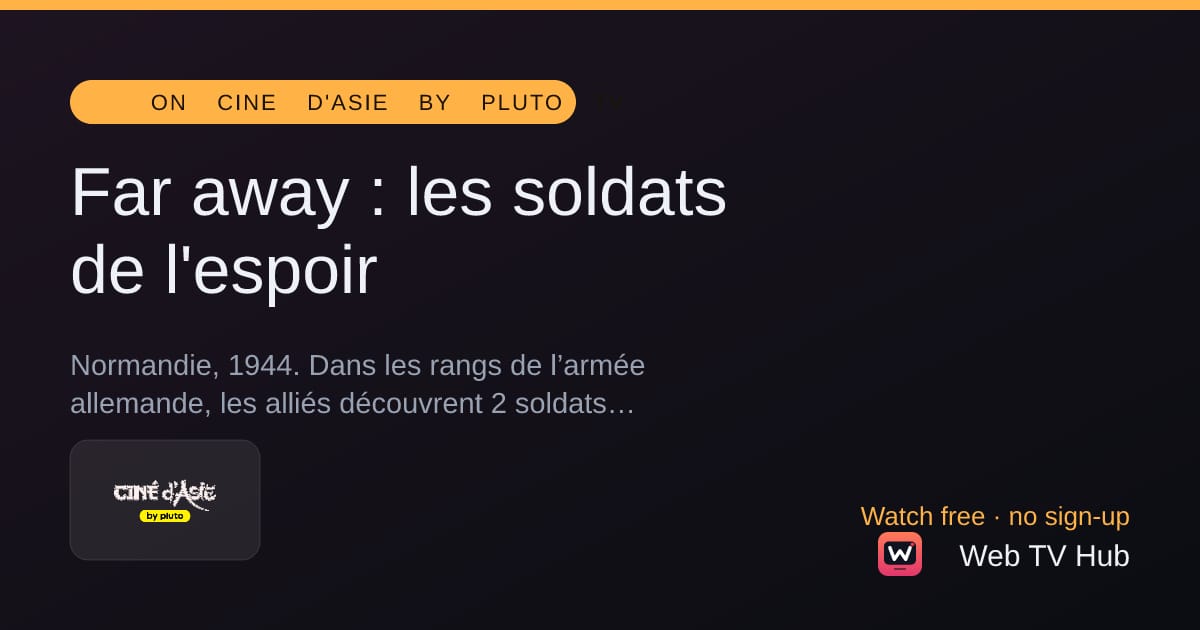 ON CINE D'ASIE BY PLUTO TV
Far away : les soldats
de l'espoir
Normandie, 1944. Dans les rangs de l’armée
allemande, les alliés découvrent 2 soldats…
CINÉ d'Asie
by pluto
Watch free · no sign-up
W
Web TV Hub